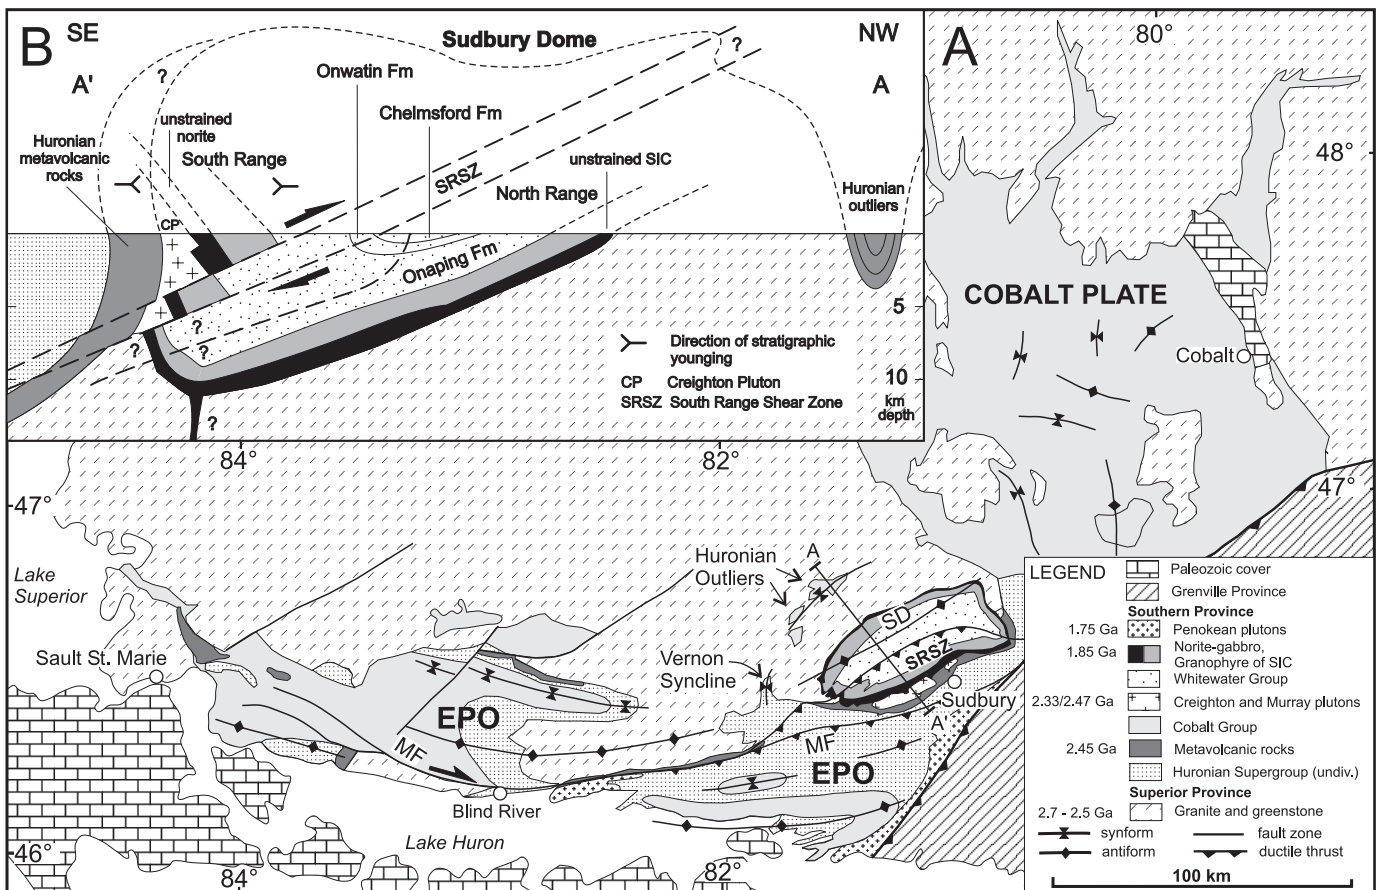 B
SE
Sudbury Dome
NW
A'
A
?
?
Onwatin Fm
Chelmsford Fm
unstrained
norite
Huronian
metavolcanic
rocks
South Range
SRSZ
unstrained SIC
North Range
Huronian
outliers
CP
Onaping Fm
5
?
?
?
?
Direction of stratigraphic
younging
CP Creighton Pluton
SRSZ South Range Shear Zone
10
km
depth
A
80°
48°
COBALT PLATE
Cobalt
47°
84°
82°
47°
Lake
Superior
Sault St. Marie
Huronian
Outliers
A
SD
SRSZ
Vernon
Syncline
Sudbury
A'
EPO
MF
MF
EPO
Blind River
Lake Huron
46°
84°
82°
LEGEND
Paleozoic cover
Grenville Province
Southern Province
1.75 Ga Penokean plutons
1.85 Ga Norite-gabbro,
Granophyre of SIC
Whitewater Group
2.33/2.47 Ga Creighton and Murray plutons
Cobalt Group
2.45 Ga Metavolcanic rocks
Huronian Supergroup (undiv.)
Superior Province
2.7 - 2.5 Ga Granite and greenstone
synform fault zone
antiform ductile thrust
100 km